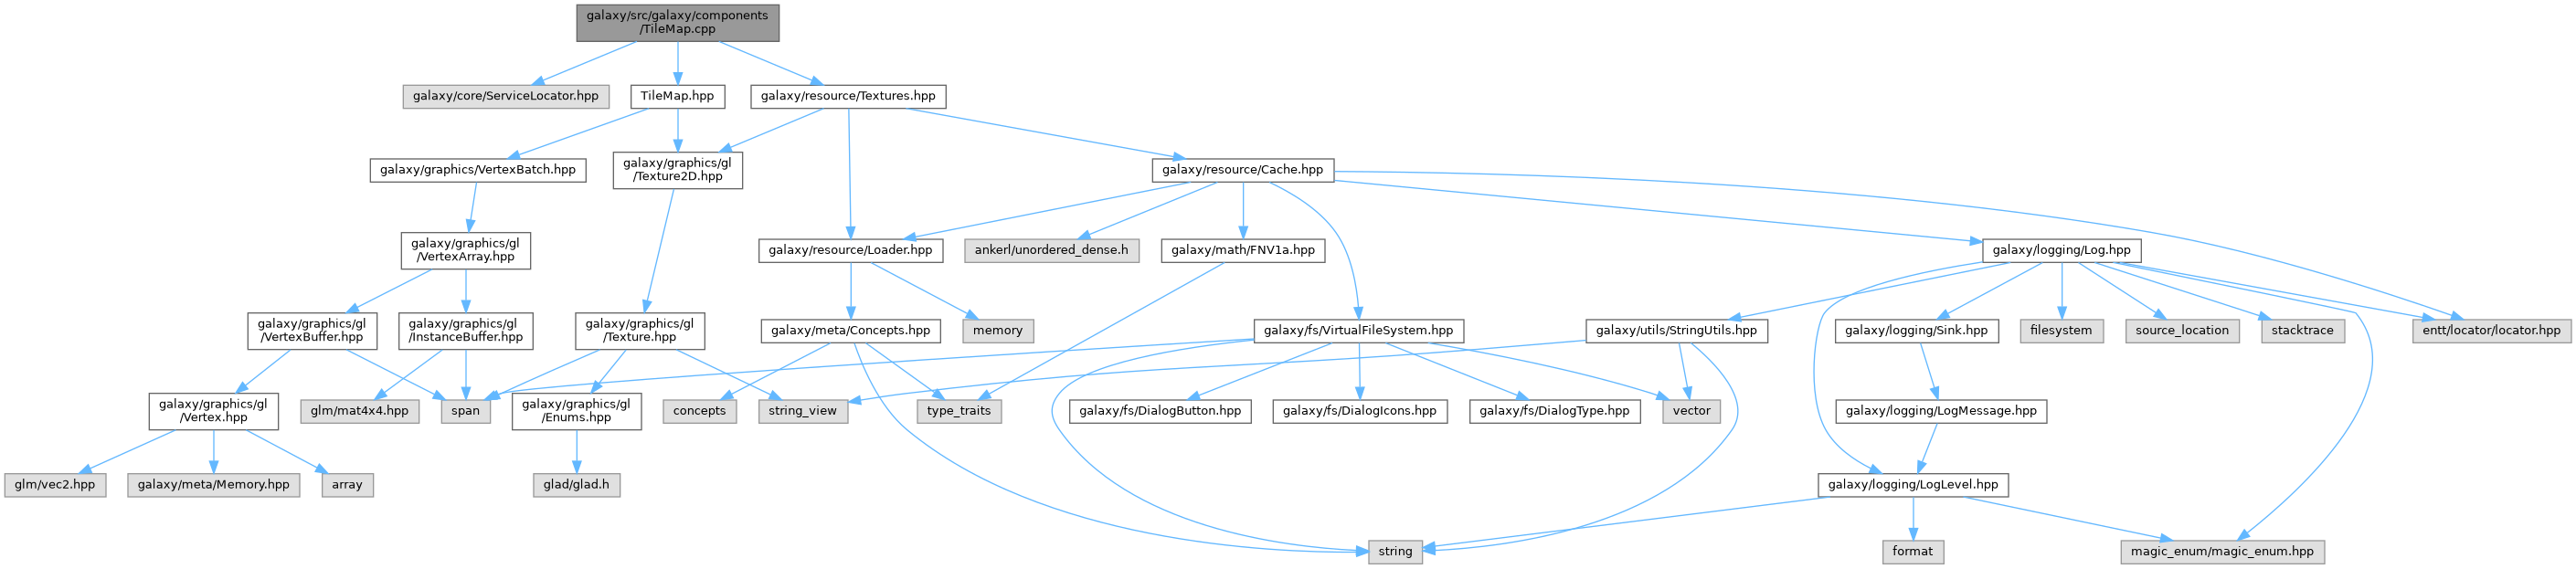 galaxy/src/galaxy/components
/TileMap.cpp
galaxy/core/ServiceLocator.hpp
TileMap.hpp
galaxy/resource/Textures.hpp
galaxy/graphics/VertexBatch.hpp
galaxy/graphics/gl
/Texture2D.hpp
galaxy/resource/Cache.hpp
galaxy/graphics/gl
/VertexArray.hpp
galaxy/resource/Loader.hpp
ankerl/unordered_dense.h
galaxy/math/FNV1a.hpp
galaxy/logging/Log.hpp
galaxy/graphics/gl
/VertexBuffer.hpp
galaxy/graphics/gl
/InstanceBuffer.hpp
galaxy/graphics/gl
/Texture.hpp
galaxy/meta/Concepts.hpp
memory
galaxy/fs/VirtualFileSystem.hpp
galaxy/utils/StringUtils.hpp
galaxy/logging/Sink.hpp
filesystem
source_location
stacktrace
entt/locator/locator.hpp
galaxy/graphics/gl
/Vertex.hpp
glm/mat4x4.hpp
span
galaxy/graphics/gl
/Enums.hpp
concepts
string_view
type_traits
galaxy/fs/DialogButton.hpp
galaxy/fs/DialogIcons.hpp
galaxy/fs/DialogType.hpp
vector
galaxy/logging/LogMessage.hpp
glm/vec2.hpp
galaxy/meta/Memory.hpp
array
glad/glad.h
galaxy/logging/LogLevel.hpp
string
format
magic_enum/magic_enum.hpp